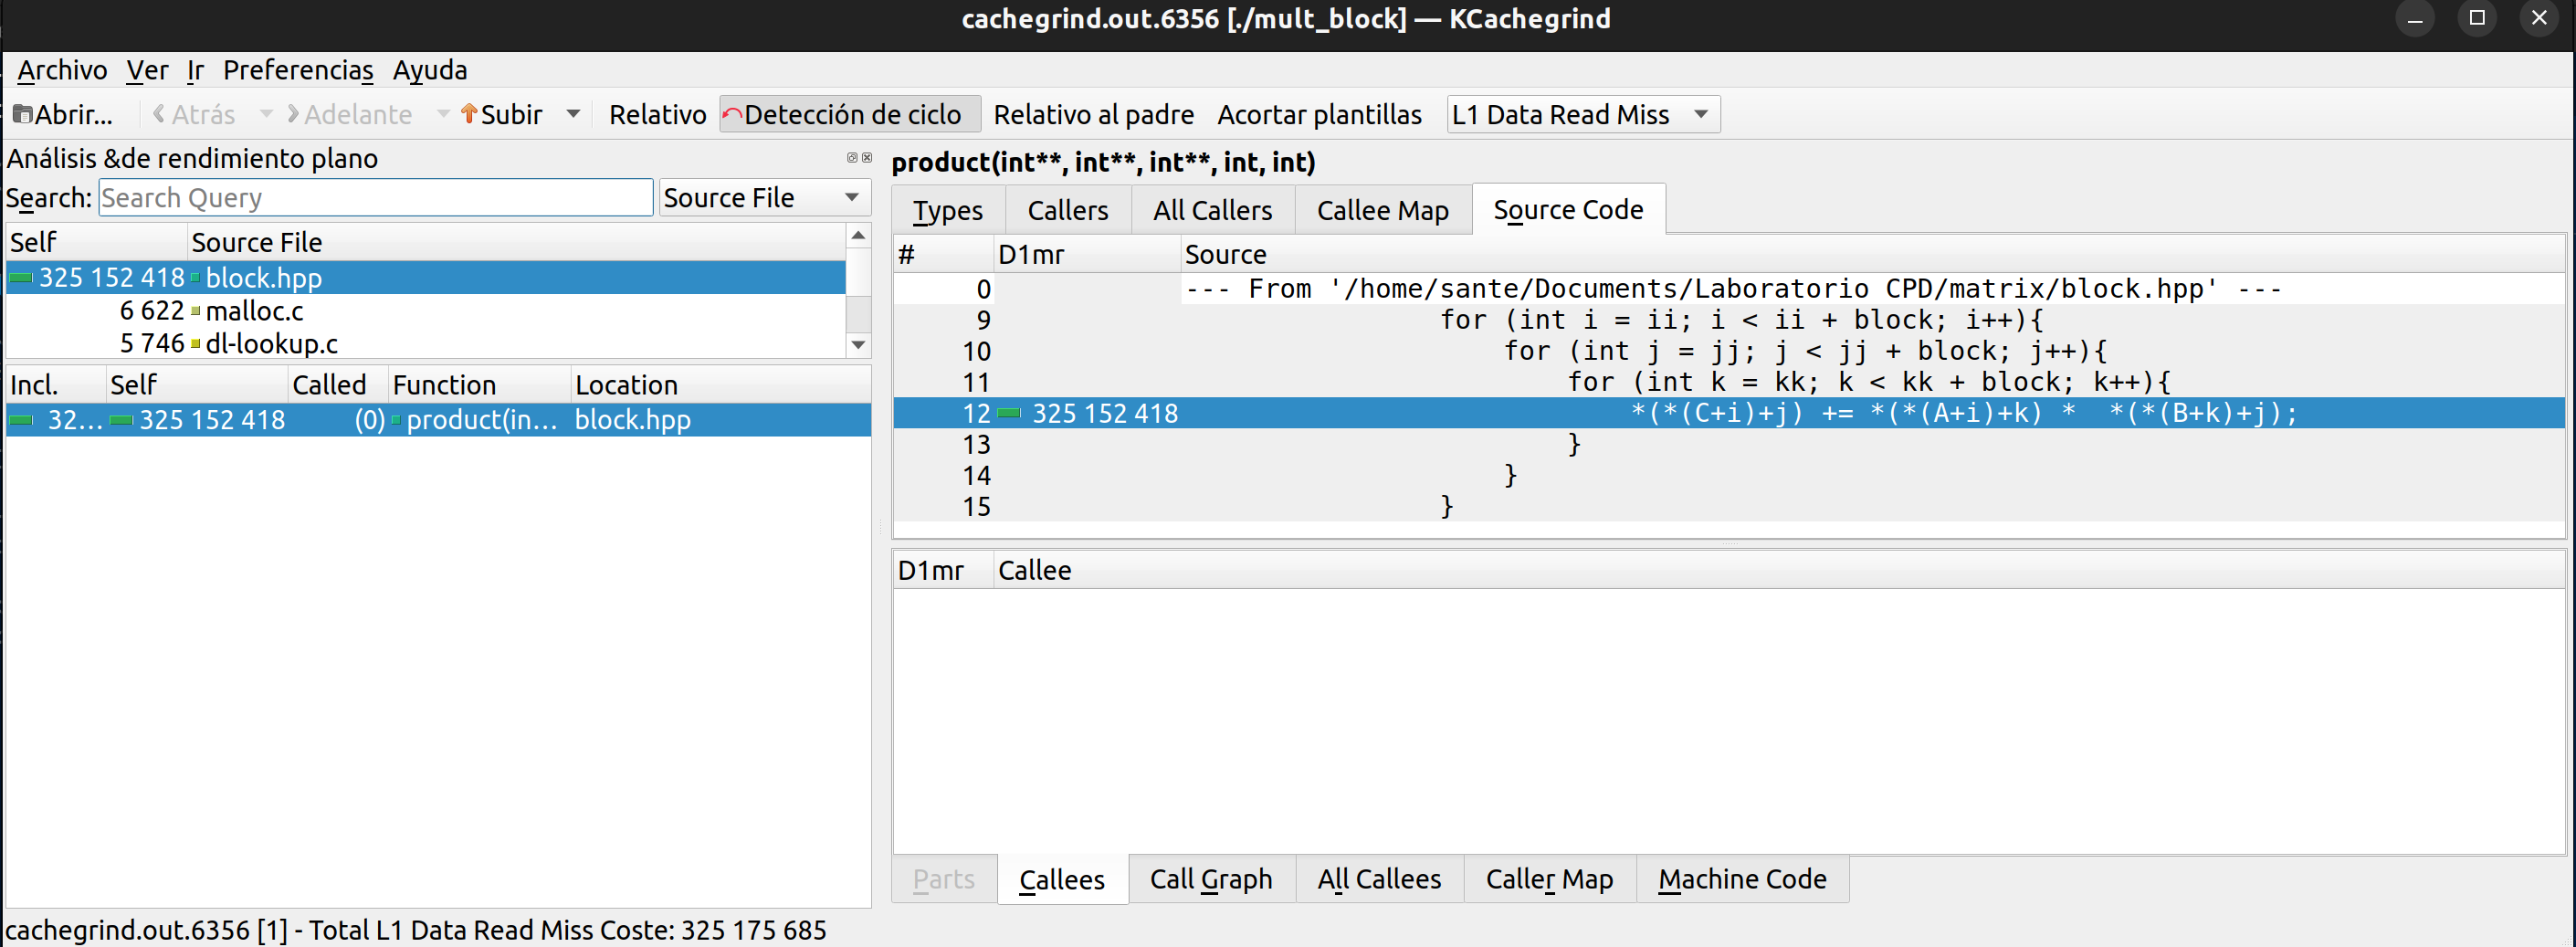 cachegrind.out.6356 [./mult_block] — KCachegrind
Archivo Ver Ir Preferencias Ayuda
Abrir... Atrás Adelante Subir Relativo Detección de ciclo Relativo al padre Acortar plantillas L1 Data Read Miss
Análisis &de rendimiento plano
Search: Search Query Source File
Self Source File
325 152 418 block.hpp
6 622 malloc.c
5 746 dl-lookup.c
Incl. Self Called Function Location
32... 325 152 418 (0) product(in... block.hpp
product(int**, int**, int**, int, int)
Types Callers All Callers Callee Map Source Code
# D1mr Source
0 --- From '/home/sante/Documents/Laboratorio CPD/matrix/block.hpp' ---
9 for (int i = ii; i < ii + block; i++){
10 for (int j = jj; j < jj + block; j++){
11 for (int k = kk; k < kk + block; k++){
12 325 152 418 *(*(C+i)+j) += *(*(A+i)+k) * *(*(B+k)+j);
13 }
14 }
15 }
D1mr Callee
Parts Callees Call Graph All Callees Caller Map Machine Code
cachegrind.out.6356 [1] - Total L1 Data Read Miss Coste: 325 175 685